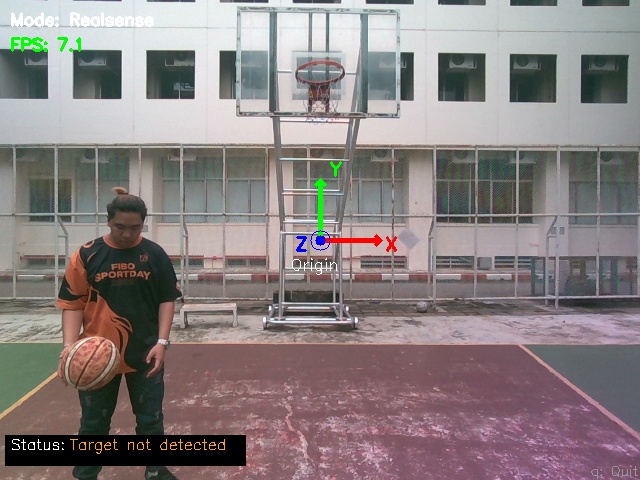 Mode: Realsense
FPS: 7.1
Y
Z
X
Origin
FIBO
SPORTDAY
Status: Target not detected
q: Quit